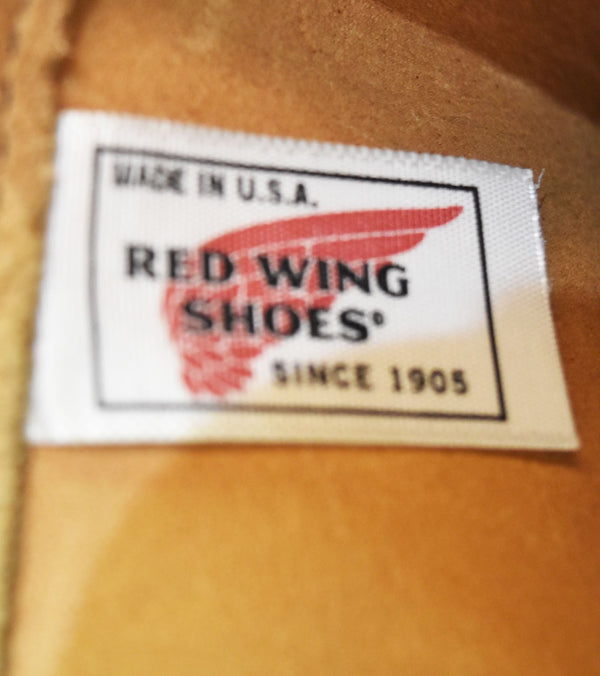 MADE IN U.S.A.
RED WING
SHOES®
SINCE 1905